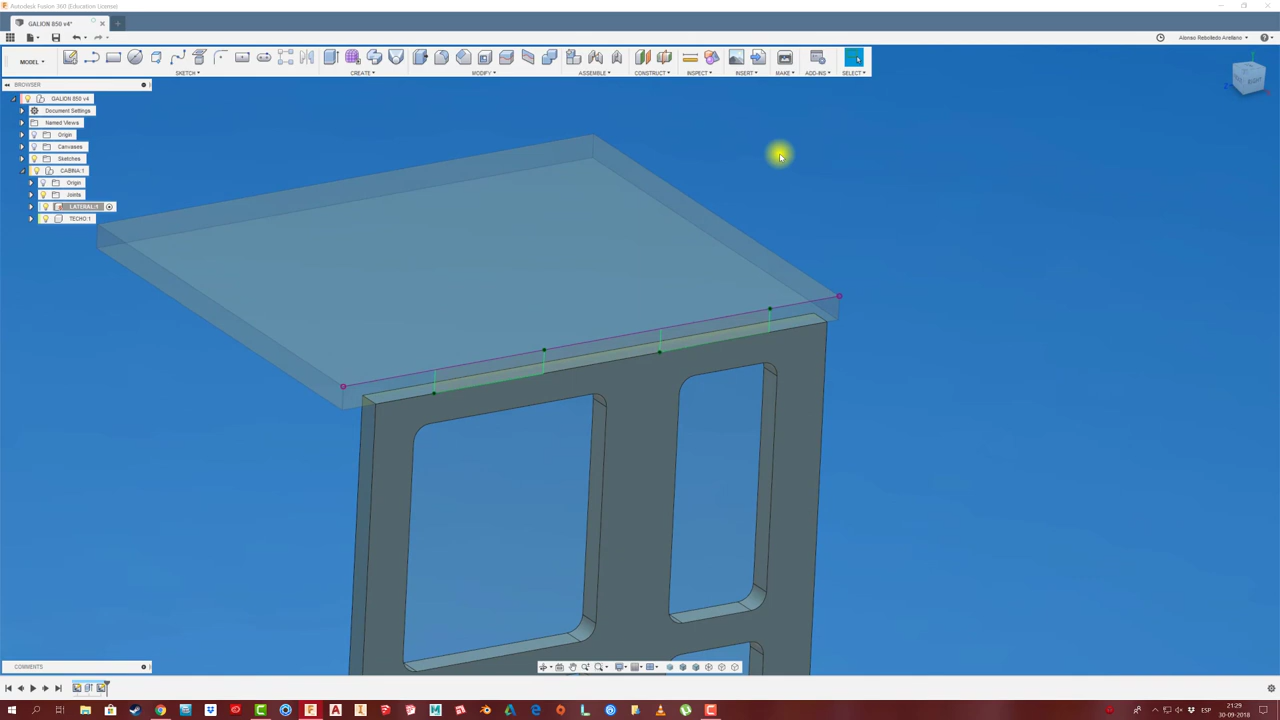 Autodesk Fusion 360 (Education License)
GALION 850 v4*
Alonso Rebolledo Arellano
ESP
MODEL
SKETCH
CREATE
MODIFY
ASSEMBLE
CONSTRUCT
INSPECT
INSERT
MAKE
ADD-INS
SELECT
BROWSER
GALION 850 v4
Document Settings
Named Views
Origin
Canvases
Sketches
CABINA:1
Origin
Joints
LATERAL:1
TECHO:1
RIGHT
Z
COMMENTS
21:29
ESP
30-09-2018